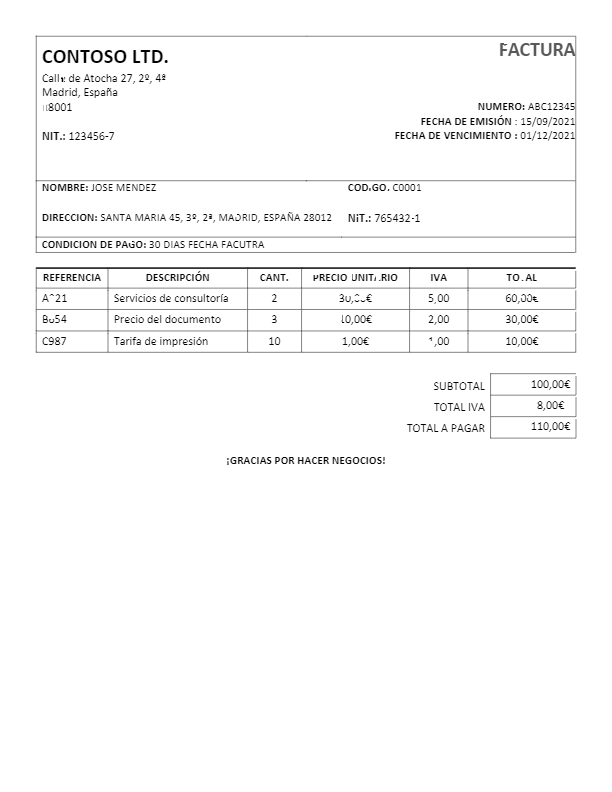 CONTOSO LTD.
FACTURA
Calle de Atocha 27, 2º, 4ª
Madrid, España
NUMERO: ABC12345
FECHA DE EMISIÓN : 15/09/2021
NIT.: 123456-7
FECHA DE VENCIMIENTO : 01/12/2021
NOMBRE: JOSE MENDEZ
CODIGO. C0001
DIRECCION: SANTA MARIA 45, 3º, 2ª, MADRID, ESPAÑA 28012
NIT.: 765432-1
CONDICION DE PAGO: 30 DIAS FECHA FACUTRA
REFERENCIA DESCRIPCIÓN CANT. PRECIO UNITARIO IVA TOTAL
Servicios de consultoría 2 5,00 60,00€
Precio del documento 3 10,00€ 2,00 30,00€
C987 Tarifa de impresión 10 1,00€ 1,00 10,00€
SUBTOTAL 100,00€
TOTAL IVA 8,00€
TOTAL A PAGAR 110,00€
¡GRACIAS POR HACER NEGOCIOS!